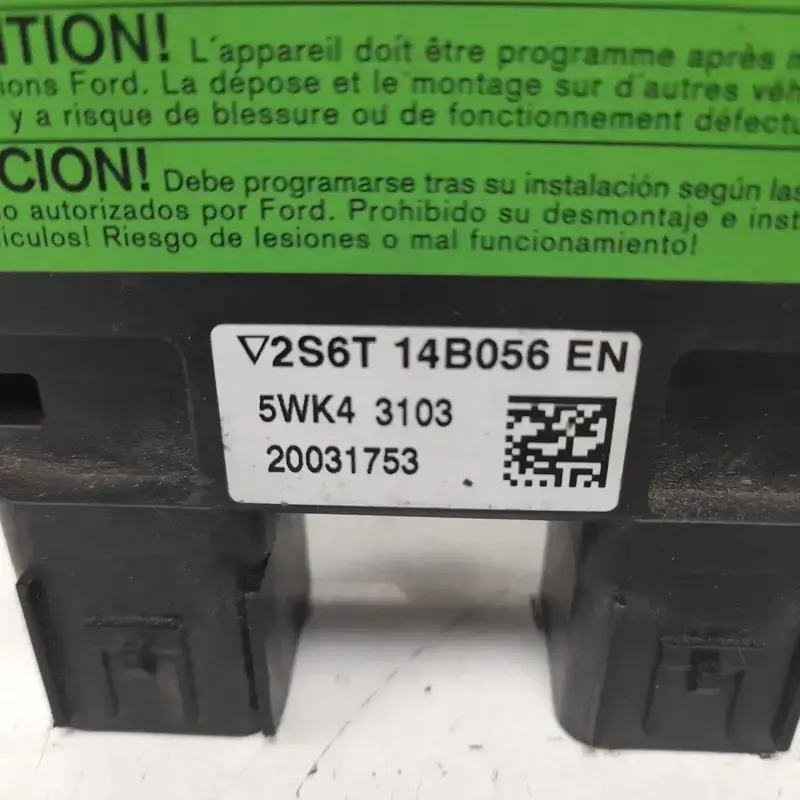 TION! L'appareil doit être programme après
ions Ford. La dépose et le montage sur d'autres véh
y a risque de blessure ou de fonctionnement défectu
CION! Debe programarse tras su instalación según las
o autorizados por Ford. Prohibido su desmontaje e inst
ículos! Riesgo de lesiones o mal funcionamiento!
▽2S6T 14B056 EN
5WK4 3103
20031753